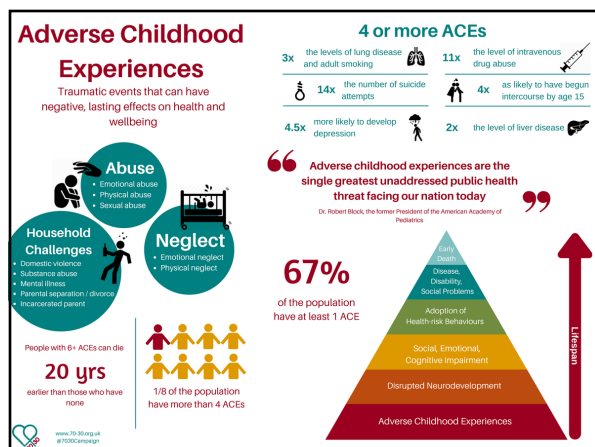 Adverse Childhood
Experiences
Traumatic events that can have
negative, lasting effects on health and
wellbeing
Abuse
Emotional abuse
Physical abuse
Sexual abuse
Household
Challenges
Domestic violence
Substance abuse
Mental illness
Parental separation / divorce
Incarcerated parent
Neglect
Emotional neglect
Physical neglect
People with 6+ ACEs can die
20 yrs
earlier than those who have
none
1/8 of the population
have more than 4 ACEs
www.70-30.org.uk
@7030Campaign
4 or more ACEs
3x the levels of lung disease
and adult smoking
11x the level of intravenous
drug abuse
14x the number of suicide
attempts
4x as likely to have begun
intercourse by age 15
4.5x more likely to develop
depression
2x the level of liver disease
“ Adverse childhood experiences are the
single greatest unaddressed public health
threat facing our nation today ”
Dr. Robert Block, the former President of the American Academy of
Pediatrics
67%
of the population
have at least 1 ACE
Early
Death
Disease,
Disability,
Social Problems
Adoption of
Health-risk Behaviours
Social, Emotional,
Cognitive Impairment
Disrupted Neurodevelopment
Adverse Childhood Experiences
Lifespan